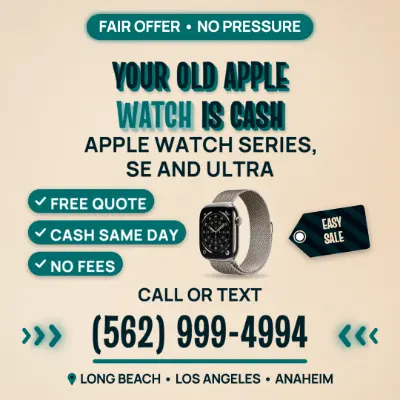 FAIR OFFER • NO PRESSURE
YOUR OLD APPLE
WATCH IS CASH
APPLE WATCH SERIES,
SE AND ULTRA
FREE QUOTE
CASH SAME DAY
NO FEES
EASY
SALE
CALL OR TEXT
(562) 999-4994
LONG BEACH • LOS ANGELES • ANAHEIM